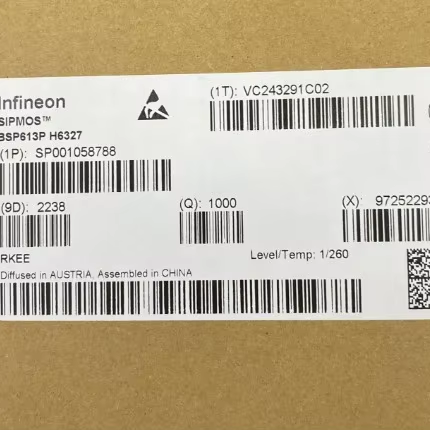 Infineon
SIPMOS™
BSP613P H6327
(1P): SP001058788
(1T): VC243291C02
(9D): 2238
(Q): 1000
(X): 9725229
RKEE
Level/Temp: 1/260
Diffused in AUSTRIA, Assembled in CHINA